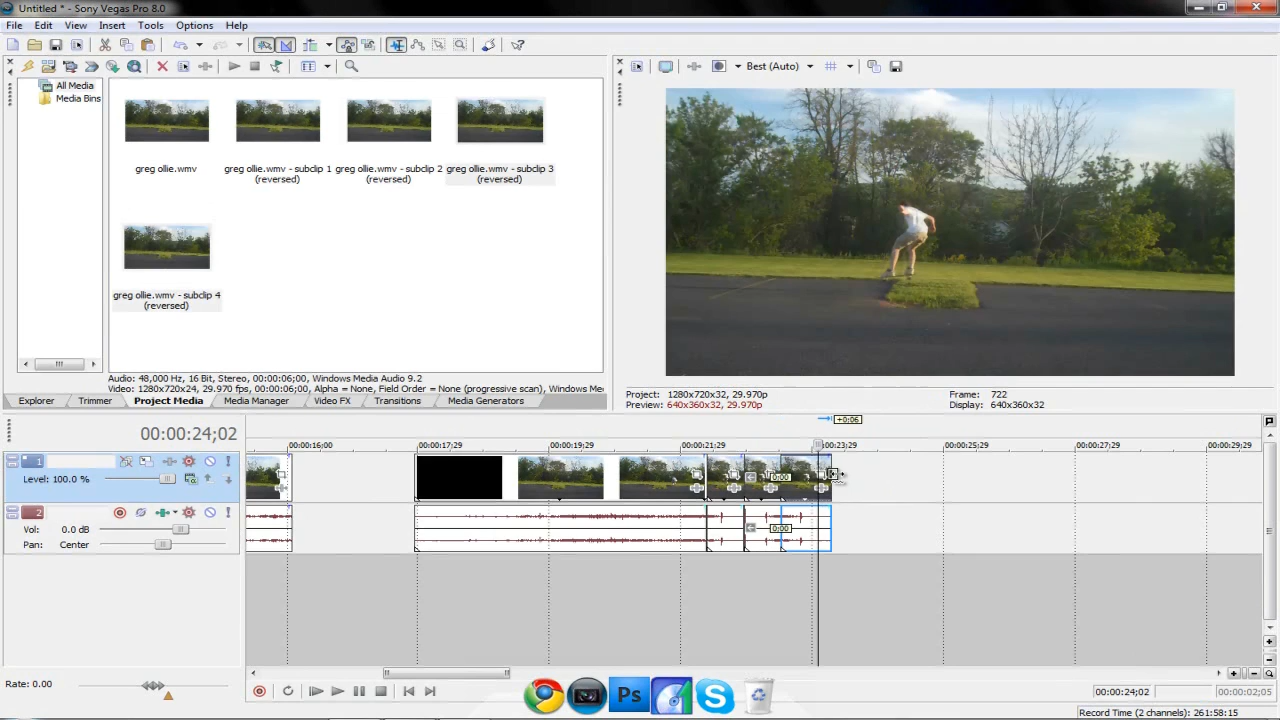 Untitled * - Sony Vegas Pro 8.0
File Edit View Insert Tools Options Help
Best (Auto)
All Media
Media Bins
greg ollie.wmv
greg ollie.wmv - subclip 1 (reversed)
greg ollie.wmv - subclip 2 (reversed)
greg ollie.wmv - subclip 3 (reversed)
greg ollie.wmv - subclip 4 (reversed)
Audio: 48,000 Hz, 16 Bit, Stereo, 00:00:06;00, Windows Media Audio 9.2
Video: 1280x720x24, 29.970 fps, 00:00:06;00, Alpha = None, Field Order = None (progressive scan), Windows Me
Explorer Trimmer Project Media Media Manager Video FX Transitions Media Generators
Project: 1280x720x32, 29.970p
Preview: 640x360x32, 29.970p
Frame: 722
Display: 640x360x32
+0;06
00:00:24;02
00:00:16;00 00:00:17;29 00:00:19;29 00:00:21;29 00:00:23;29 00:00:25;29 00:00:27;29 00:00:29;29
1
Level: 100.0 %
0;00
2
Vol: 0.0 dB
Pan: Center
0;00
Rate: 0.00
Ps
S
00:00:24;02
00:00:02;05
Record Time (2 channels): 261:58:15